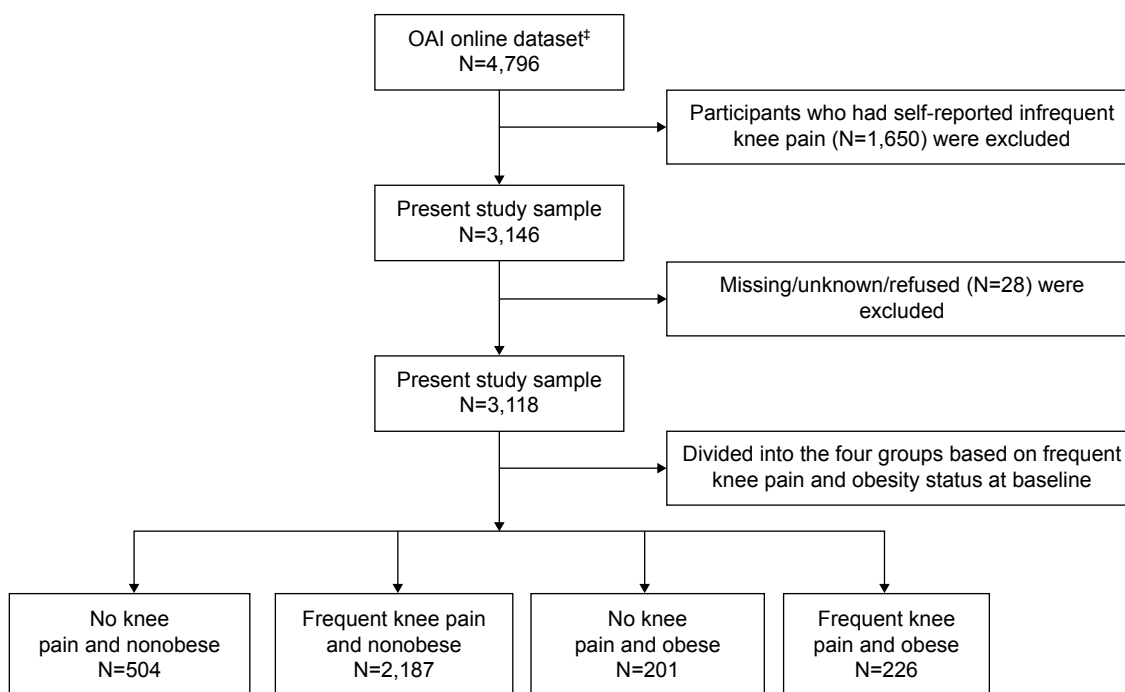 OAI online dataset‡
N=4,796
Participants who had self-reported infrequent
knee pain (N=1,650) were excluded
Present study sample
N=3,146
Missing/unknown/refused (N=28) were
excluded
Present study sample
N=3,118
Divided into the four groups based on frequent
knee pain and obesity status at baseline
No knee
pain and nonobese
N=504
Frequent knee pain
and nonobese
N=2,187
No knee
pain and obese
N=201
Frequent knee
pain and obese
N=226